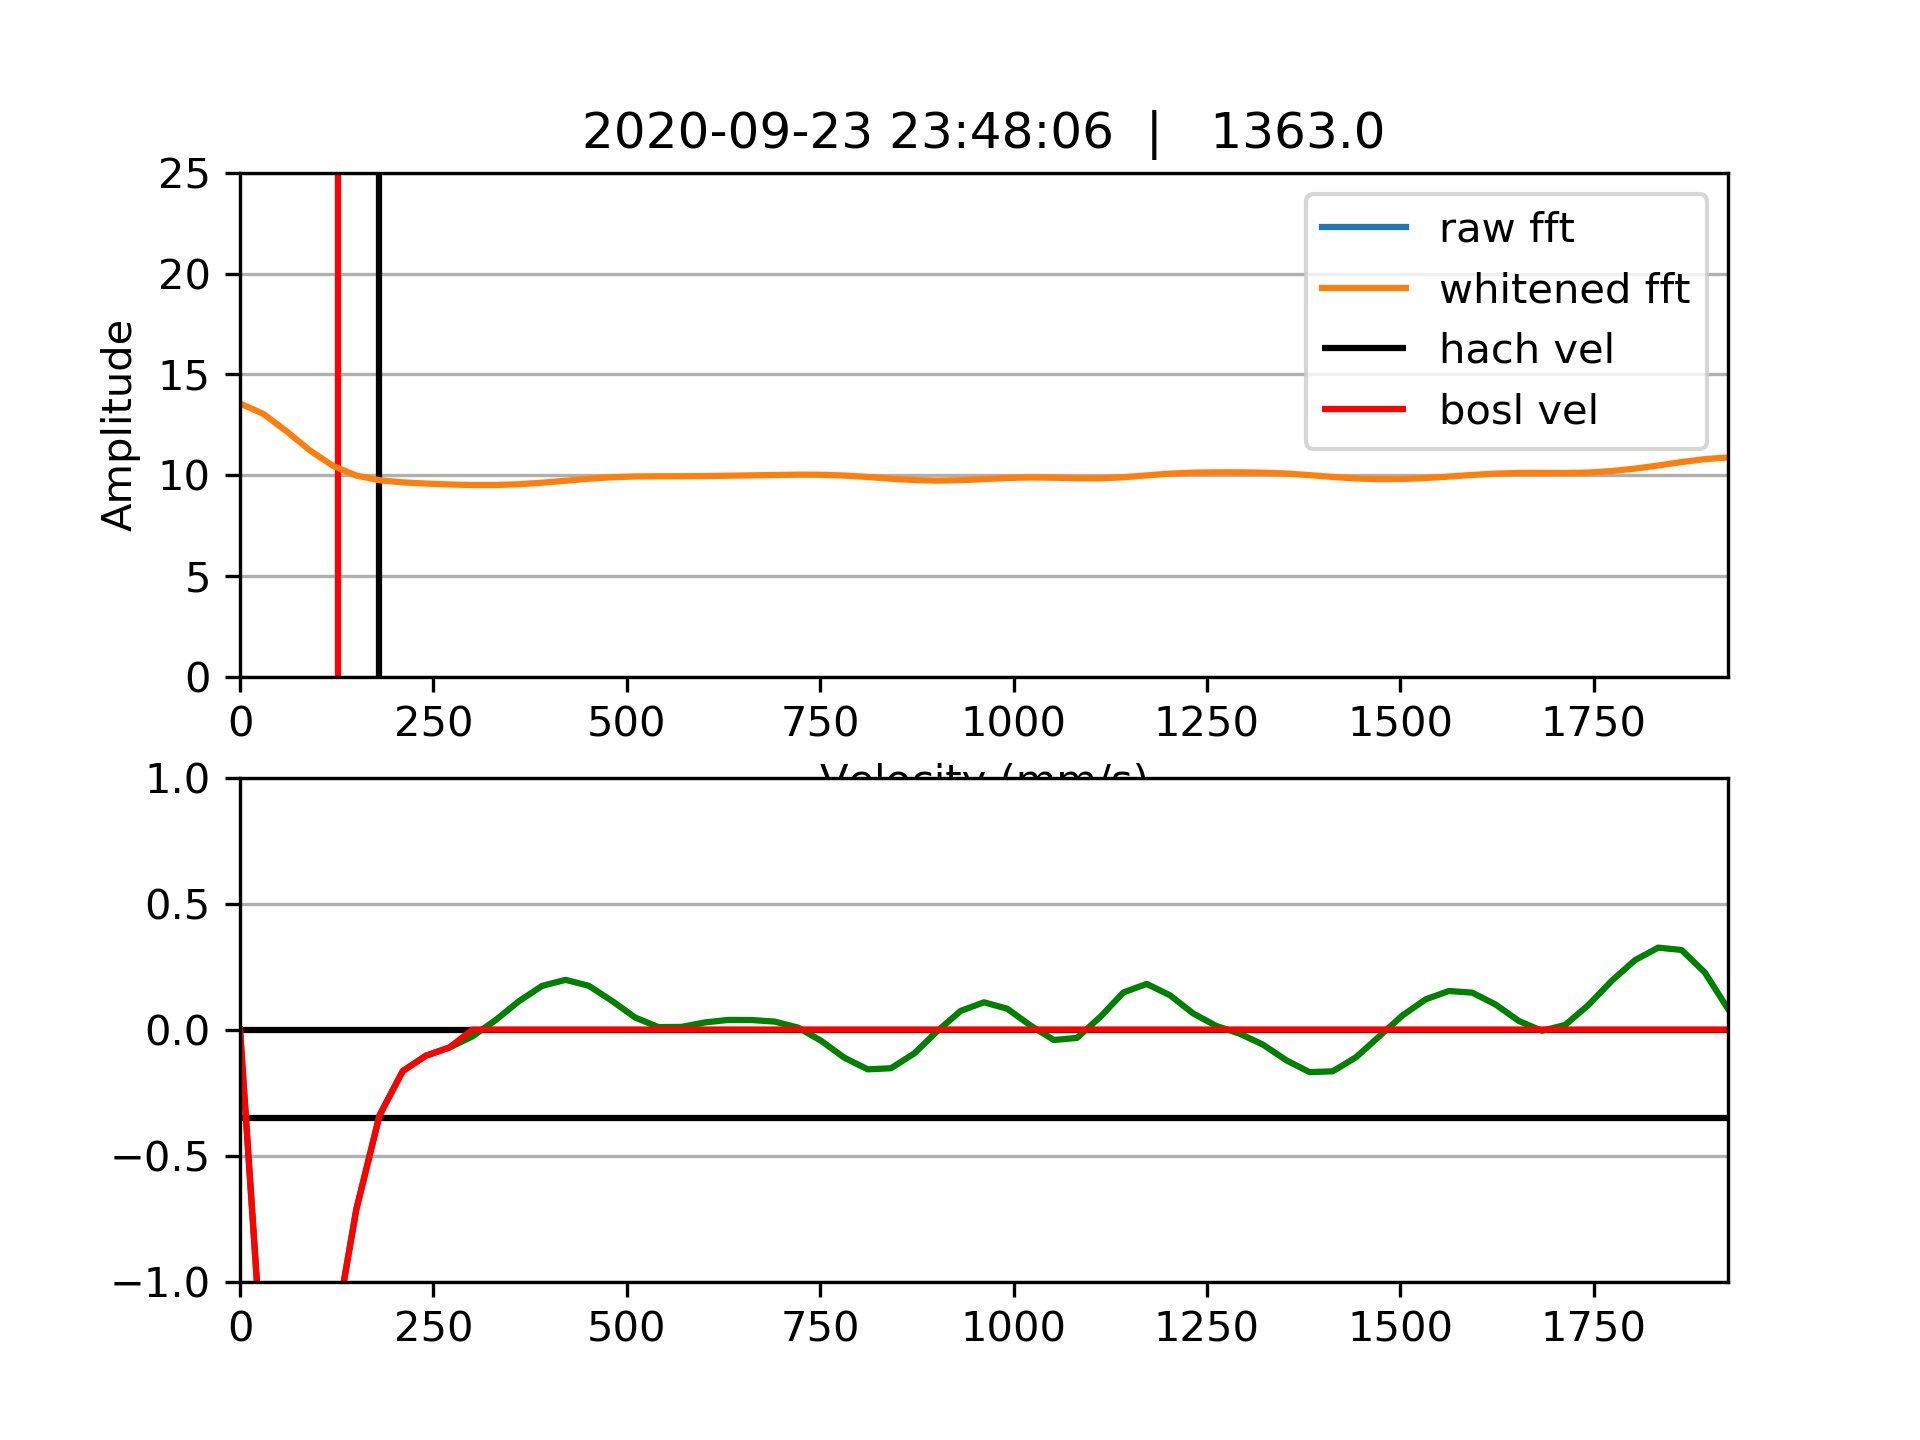 2020-09-23 23:48:06 | 1363.0
25
20
15
10
5
0
Amplitude
raw fft
whitened fft
hach vel
bosl vel
0 250 500 750 1000 1250 1500 1750
Velocity (mm/s)
1.0
0.5
0.0
−0.5
−1.0
0 250 500 750 1000 1250 1500 1750